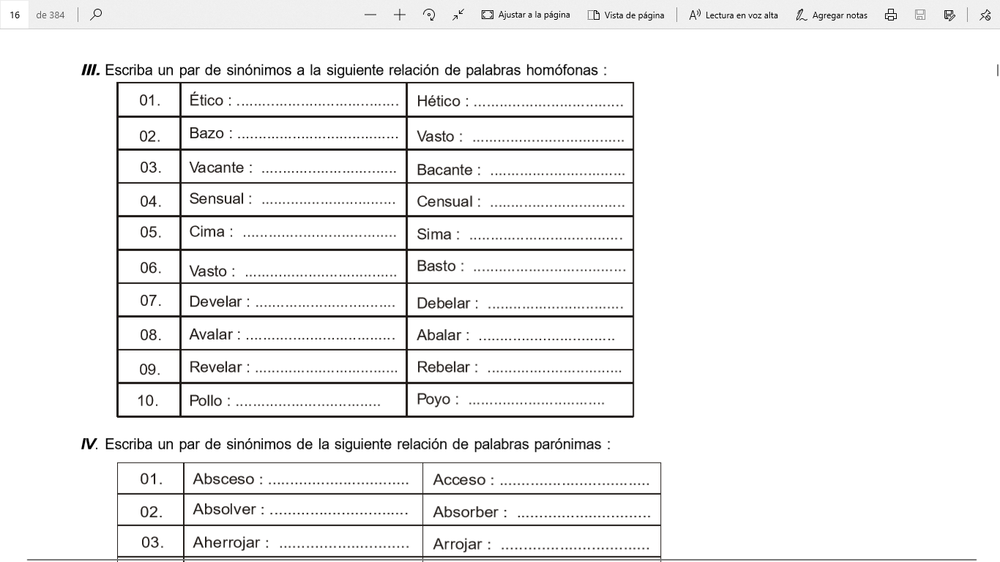 16 de 384 Ajustar a la página Vista de página Lectura en voz alta Agregar notas
III. Escriba un par de sinónimos a la siguiente relación de palabras homófonas :
01. Ético : ...................................... Hético : ...................................
02. Bazo : ...................................... Vasto : ....................................
03. Vacante : ................................ Bacante : ................................
04. Sensual : ................................ Censual : ................................
05. Cima : .................................... Sima : ....................................
06. Vasto : .................................... Basto : ....................................
07. Develar : ................................. Debelar : ................................
08. Avalar : ................................... Abalar : ................................
09. Revelar : .................................. Rebelar : ................................
10. Pollo : .................................. Poyo : ................................
IV. Escriba un par de sinónimos de la siguiente relación de palabras parónimas :
01. Absceso : ................................. Acceso : ...................................
02. Absolver : ................................ Absorber : ...............................
03. Aherrojar : .............................. Arrojar : ...................................